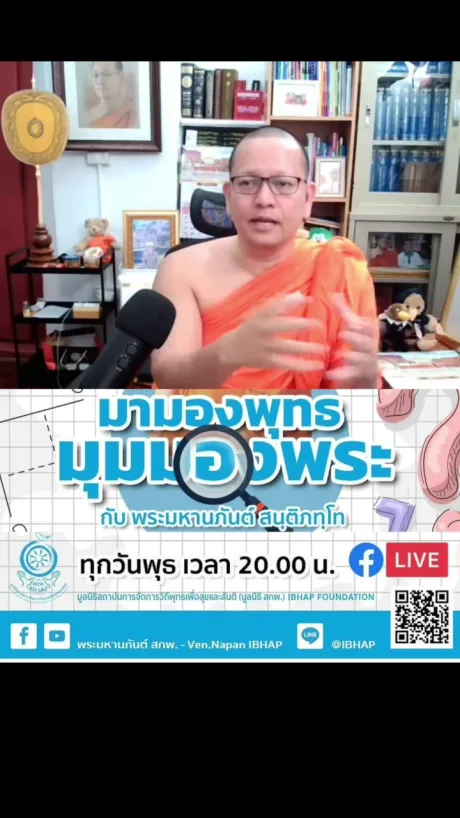 มามองพุทธ
มุมมองพระ
กับ พระมหานภันต์ สนฺติภทฺโท
ทุกวันพุธ เวลา 20.00 น.
LIVE
มูลนิธิสถาบันการจัดการวิถีพุทธเพื่อสุขและสันติ (มูลนิธิ สกพ.) IBHAP FOUNDATION
พระมหานภันต์ สกพ. - Ven.Napan IBHAP
LINE
@IBHAP